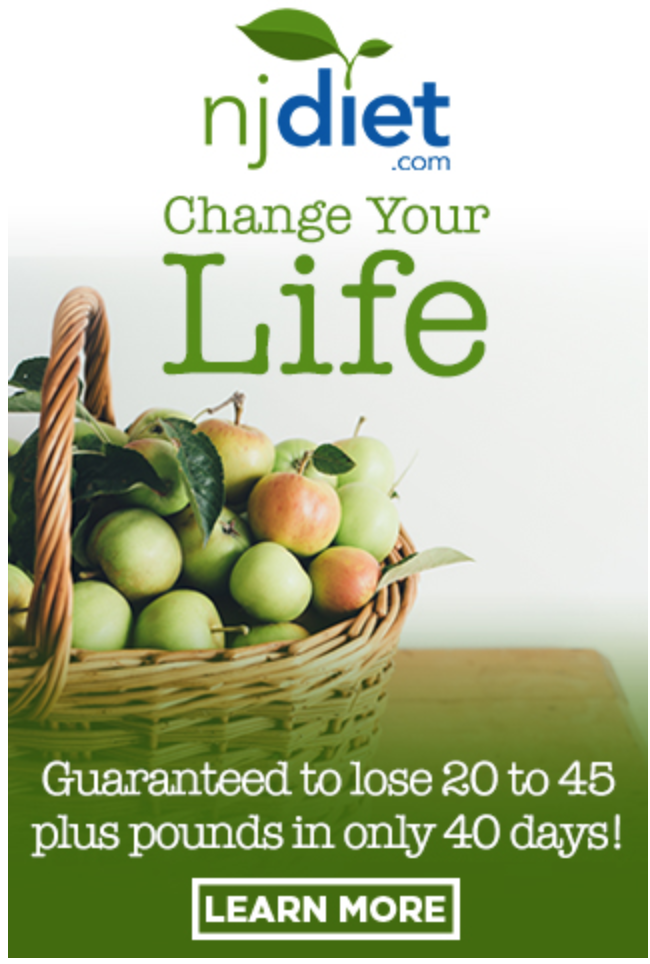 njdiet
.com
Change Your
Life
Guaranteed to lose 20 to 45
plus pounds in only 40 days!
LEARN MORE